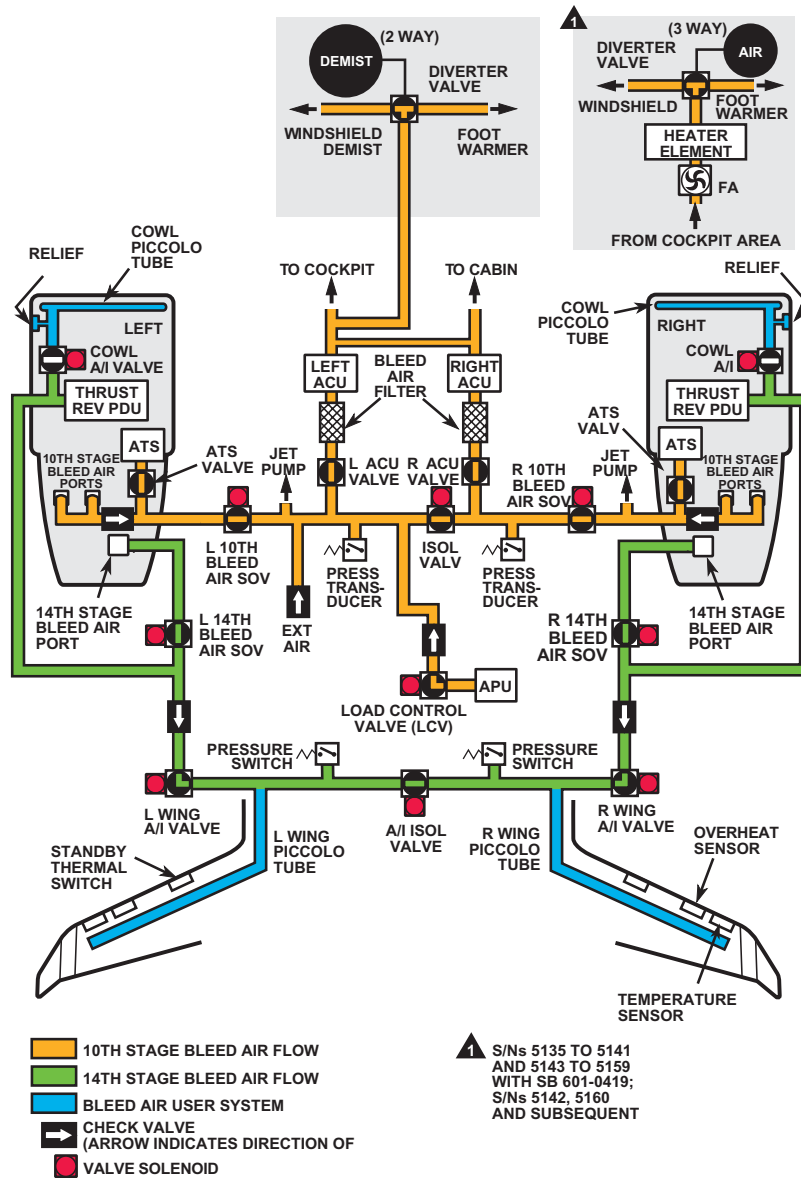 (2 WAY)
DEMIST
DIVERTER
VALVE
WINDSHIELD
DEMIST
FOOT
WARMER
1
(3 WAY)
AIR
DIVERTER
VALVE
WINDSHIELD
FOOT
WARMER
HEATER
ELEMENT
FA
FROM COCKPIT AREA
RELIEF
COWL
PICCOLO
TUBE
TO COCKPIT
TO CABIN
RELIEF
COWL
PICCOLO
TUBE
LEFT
RIGHT
COWL
A/I VALVE
LEFT
ACU
BLEED
AIR
FILTER
RIGHT
ACU
COWL
A/I
THRUST
REV PDU
THRUST
REV PDU
ATS
ATS
VALVE
JET
PUMP
L ACU
VALVE
R ACU
VALVE
R 10TH
BLEED
AIR SOV
JET
PUMP
ATS
VALV
ATS
10TH STAGE
BLEED AIR
PORTS
10TH STAGE
BLEED AIR
PORTS
L 10TH
BLEED
AIR SOV
EXT
AIR
PRESS
TRANS-
DUCER
ISOL
VALV
PRESS
TRANS-
DUCER
14TH STAGE
BLEED AIR
PORT
14TH STAGE
BLEED AIR
PORT
L 14TH
BLEED
AIR SOV
R 14TH
BLEED
AIR SOV
APU
LOAD CONTROL
VALVE (LCV)
PRESSURE
SWITCH
PRESSURE
SWITCH
L WING
A/I VALVE
A/I ISOL
VALVE
R WING
A/I VALVE
L WING
PICCOLO
TUBE
R WING
PICCOLO
TUBE
STANDBY
THERMAL
SWITCH
OVERHEAT
SENSOR
TEMPERATURE
SENSOR
10TH STAGE BLEED AIR FLOW
14TH STAGE BLEED AIR FLOW
BLEED AIR USER SYSTEM
CHECK VALVE
(ARROW INDICATES DIRECTION OF
VALVE SOLENOID
1
S/Ns 5135 TO 5141
AND 5143 TO 5159
WITH SB 601-0419;
S/Ns 5142, 5160
AND SUBSEQUENT